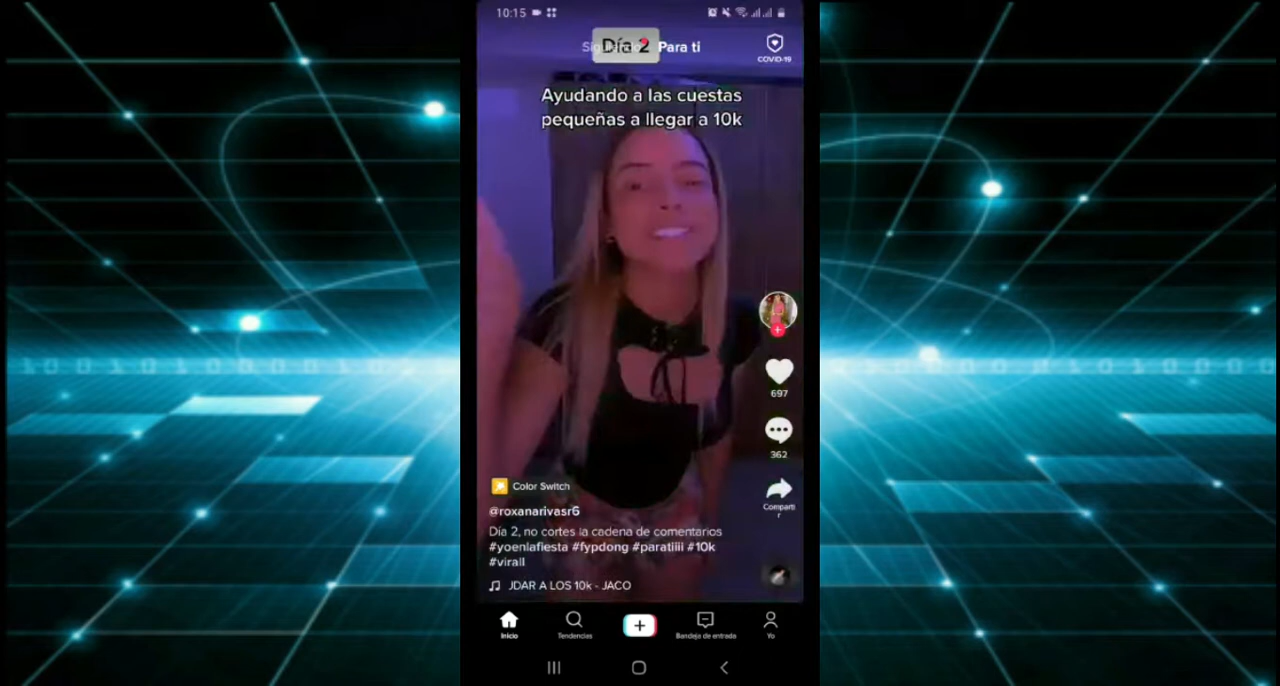 10:15
Día 2
Para ti
COVID-19
Ayudando a las cuestas
pequeñas a llegar a 10k
697
362
Comparti
r
Color Switch
@roxanarivasr6
Día 2, no cortes la cadena de comentarios
#yoenlafiesta #fypdong #paratiiii #10k
#virall
JDAR A LOS 10k - JACO
Inicio
Tendencias
Bandeja de entrada
Yo